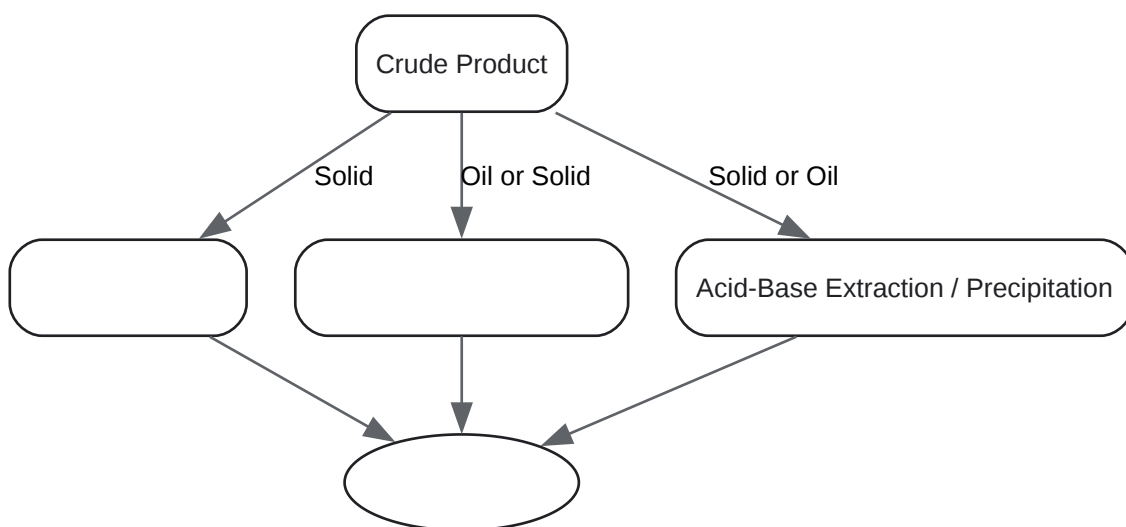 Crude Product
Solid
Oil or Solid
Solid or Oil
Acid-Base Extraction / Precipitation